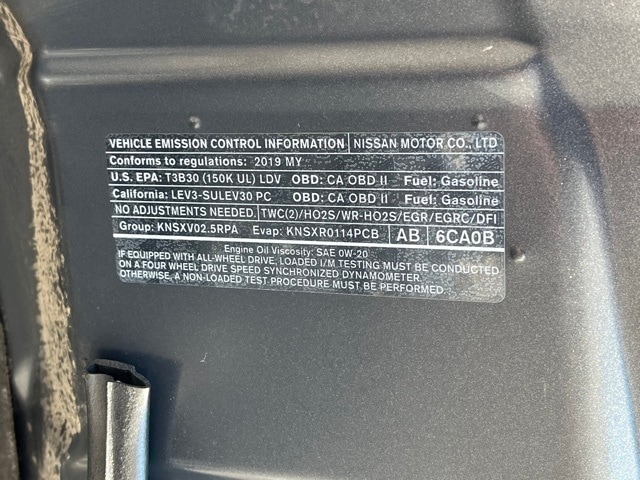 VEHICLE EMISSION CONTROL INFORMATION NISSAN MOTOR CO., LTD
Conforms to regulations: 2019 MY
U.S. EPA: T3B30 (150K UL) LDV OBD: CA OBD II Fuel: Gasoline
California: LEV3-SULEV30 PC OBD: CA OBD II Fuel: Gasoline
NO ADJUSTMENTS NEEDED. TWC(2)/HO2S/WR-HO2S/EGR/EGRC/DFI
Group: KNSXV02.5RPA Evap: KNSXR0114PCB AB 6CA0B
Engine Oil Viscosity: SAE 0W-20
IF EQUIPPED WITH ALL-WHEEL DRIVE, LOADED I/M TESTING MUST BE CONDUCTED
ON A FOUR WHEEL DRIVE SPEED SYNCHRONIZED DYNAMOMETER.
OTHERWISE, A NON-LOADED TEST PROCEDURE MUST BE PERFORMED.